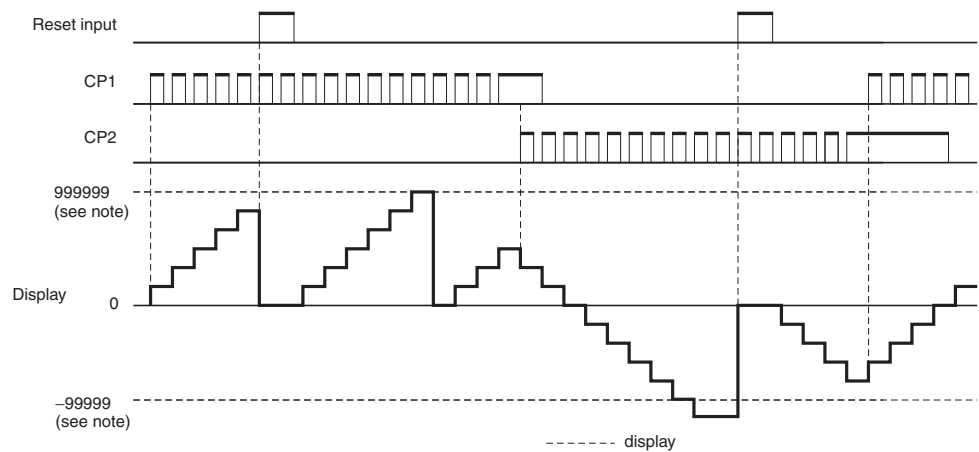 Reset input
CP1
CP2
999999
(see note)
Display
0
–99999
(see note)
display